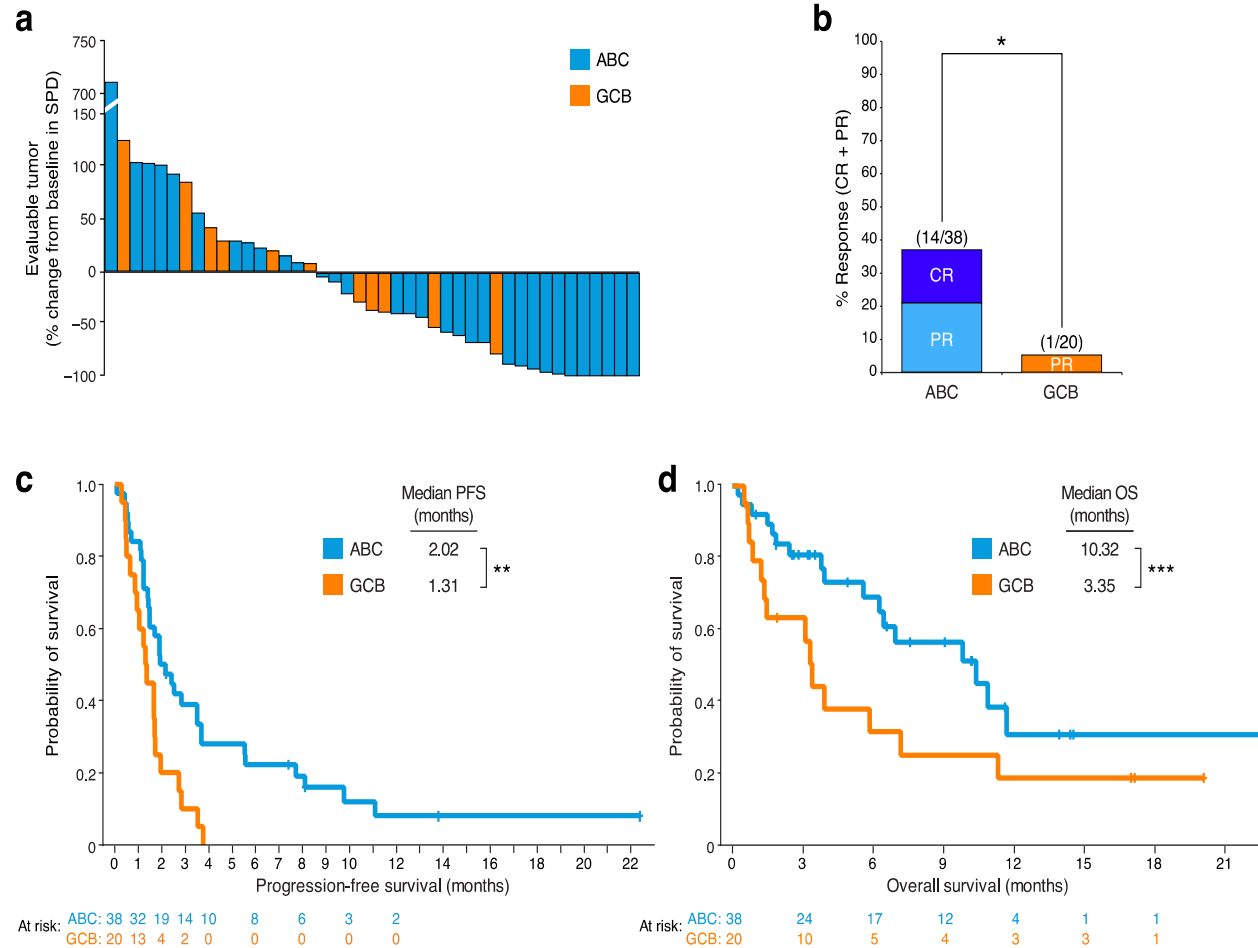 a
Evaluable tumor
(% change from baseline in SPD)
750
700
150
100
50
0
−50
−100
ABC
GCB
b
% Response (CR + PR)
100
90
80
70
60
50
40
30
20
10
0
*
(14/38)
CR
PR
(1/20)
PR
ABC
GCB
c
Probability of survival
1.0
0.8
0.6
0.4
0.2
0
Median PFS
(months)
ABC 2.02
GCB 1.31
**
0 1 2 3 4 5 6 7 8 9 10 12 14 16 18 20 22
Progression-free survival (months)
At risk:
ABC: 38 32 19 14 10 8 6 3 2
GCB: 20 13 4 2 0 0 0 0 0
d
Probability of survival
1.0
0.8
0.6
0.4
0.2
0
Median OS
(months)
ABC 10.32
GCB 3.35
***
0 3 6 9 12 15 18 21
Overall survival (months)
At risk:
ABC: 38 24 17 12 4 1 1
GCB: 20 10 5 4 3 3 1